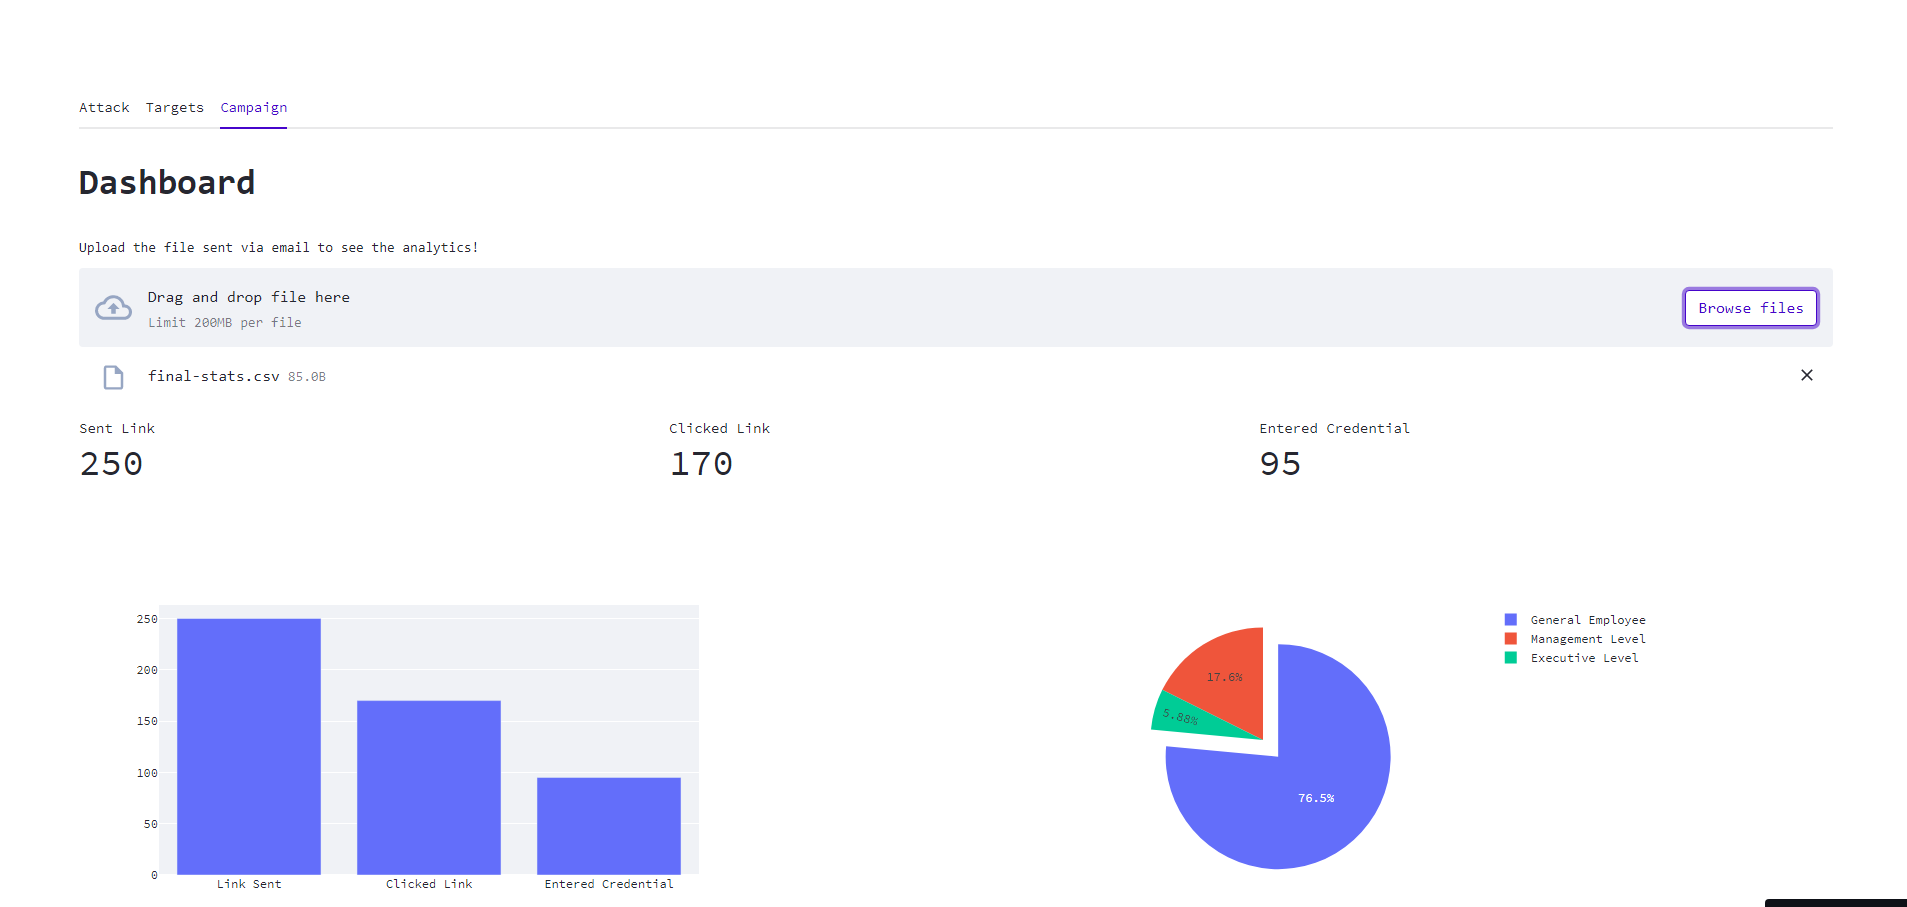 Attack Targets Campaign
Dashboard
Upload the file sent via email to see the analytics!
Drag and drop file here
Limit 200MB per file
Browse files
final-stats.csv 85.0B
Sent Link
250
Clicked Link
170
Entered Credential
95
250
200
150
100
50
0
Link Sent
Clicked Link
Entered Credential
17.6%
5.88%
76.5%
General Employee
Management Level
Executive Level